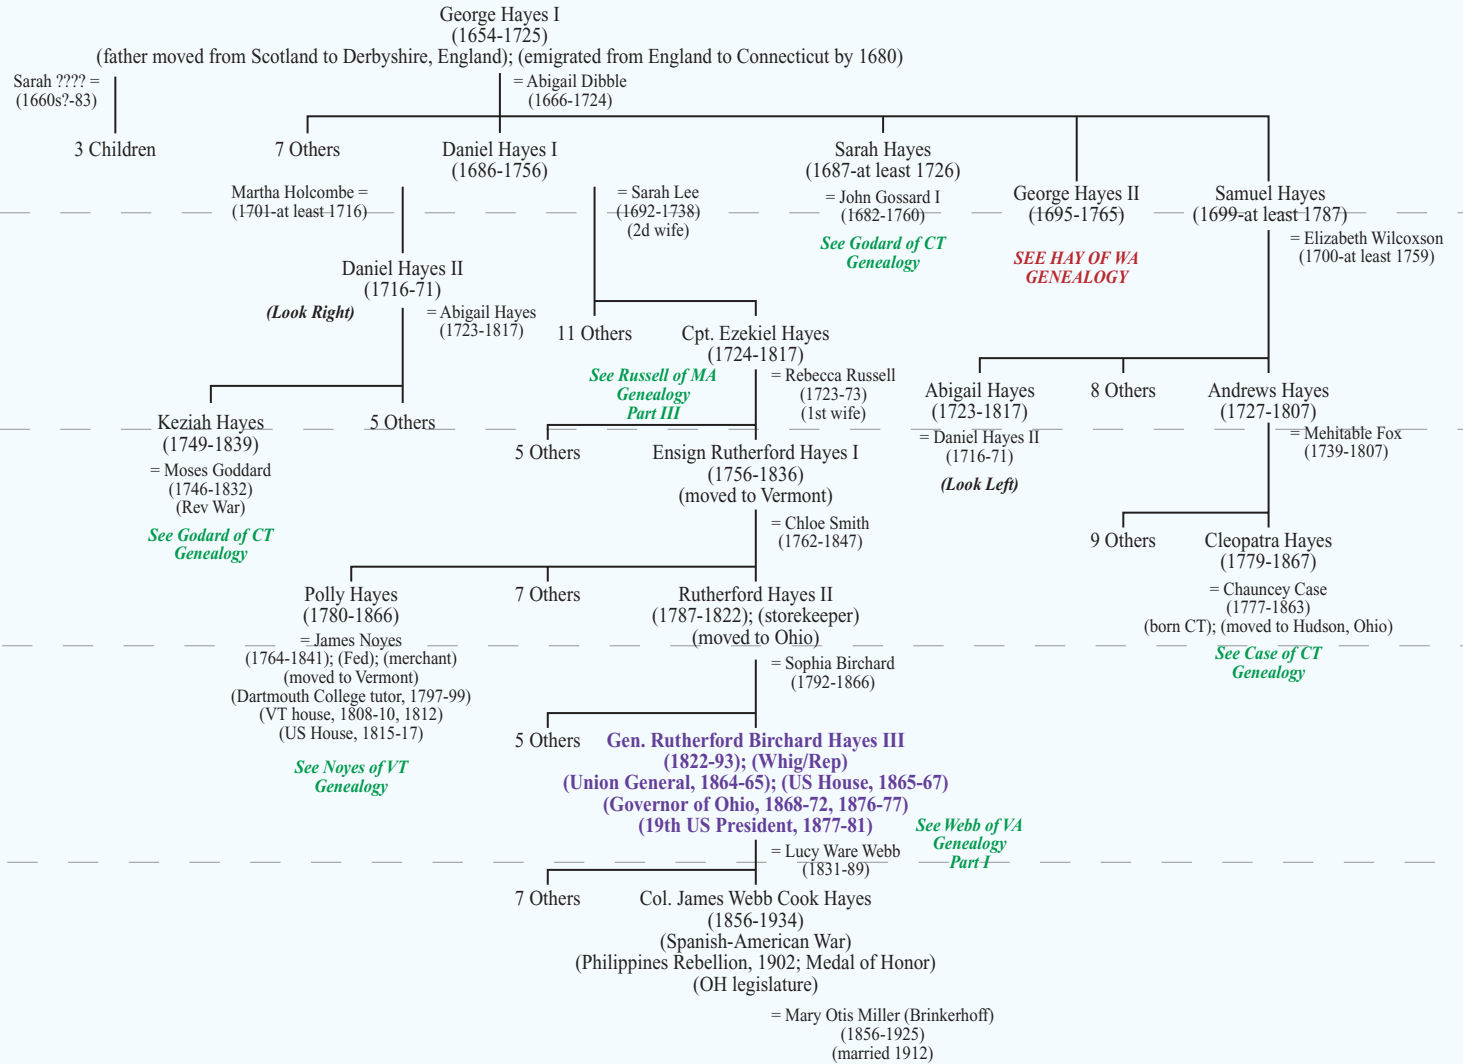 George Hayes I
(1654-1725)
(father moved from Scotland to Derbyshire, England); (emigrated from England to Connecticut by 1680)
Sarah ???? =
(1660s?-83)
= Abigail Dibble
(1666-1724)
3 Children
7 Others
Daniel Hayes I
(1686-1756)
Sarah Hayes
(1687-at least 1726)
= John Gossard I
(1682-1760)
See Godard of CT
Genealogy
George Hayes II
(1695-1765)
SEE HAY OF WA
GENEALOGY
Samuel Hayes
(1699-at least 1787)
= Elizabeth Wilcoxson
(1700-at least 1759)
Martha Holcombe =
(1701-at least 1716)
= Sarah Lee
(1692-1738)
(2d wife)
Daniel Hayes II
(1716-71)
(Look Right)
= Abigail Hayes
(1723-1817)
11 Others
Cpt. Ezekiel Hayes
(1724-1817)
See Russell of MA
Genealogy
Part III
= Rebecca Russell
(1723-73)
(1st wife)
Abigail Hayes
(1723-1817)
= Daniel Hayes II
(1716-71)
(Look Left)
8 Others
Andrews Hayes
(1727-1807)
= Mehitable Fox
(1739-1807)
Keziah Hayes
(1749-1839)
= Moses Goddard
(1746-1832)
(Rev War)
See Godard of CT
Genealogy
5 Others
5 Others
Ensign Rutherford Hayes I
(1756-1836)
(moved to Vermont)
= Chloe Smith
(1762-1847)
9 Others
Cleopatra Hayes
(1779-1867)
= Chauncey Case
(1777-1863)
(born CT); (moved to Hudson, Ohio)
See Case of CT
Genealogy
Polly Hayes
(1780-1866)
= James Noyes
(1764-1841); (Fed); (merchant)
(moved to Vermont)
(Dartmouth College tutor, 1797-99)
(VT house, 1808-10, 1812)
(US House, 1815-17)
See Noyes of VT
Genealogy
7 Others
Rutherford Hayes II
(1787-1822); (storekeeper)
(moved to Ohio)
= Sophia Birchard
(1792-1866)
5 Others
Gen. Rutherford Birchard Hayes III
(1822-93); (Whig/Rep)
(Union General, 1864-65); (US House, 1865-67)
(Governor of Ohio, 1868-72, 1876-77)
(19th US President, 1877-81)
See Webb of VA
Genealogy
Part I
= Lucy Ware Webb
(1831-89)
7 Others
Col. James Webb Cook Hayes
(1856-1934)
(Spanish-American War)
(Philippines Rebellion, 1902; Medal of Honor)
(OH legislature)
= Mary Otis Miller (Brinkerhoff)
(1856-1925)
(married 1912)